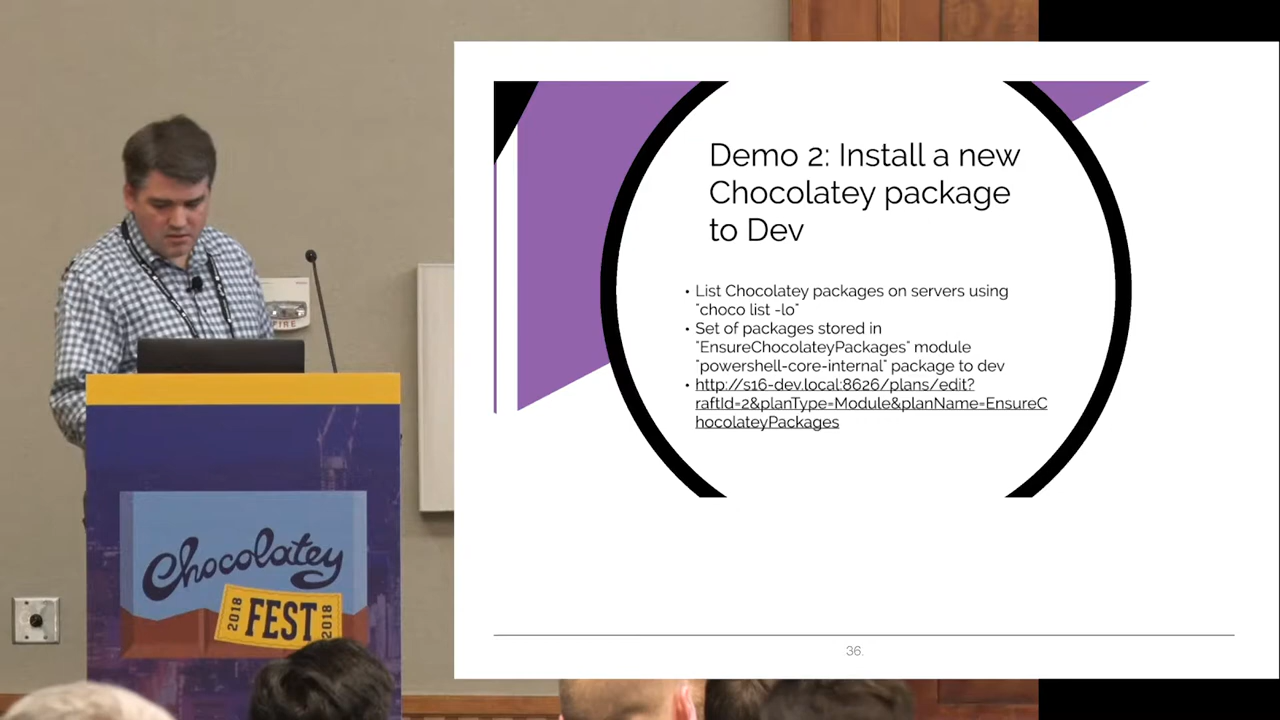 Demo 2: Install a new
Chocolatey package
to Dev
• List Chocolatey packages on servers using
"choco list -lo"
• Set of packages stored in
"EnsureChocolateyPackages" module
"powershell-core-internal" package to dev
• http://s16-dev.local:8626/plans/edit?
raftId=2&planType=Module&planName=EnsureC
hocolateyPackages
36.
FIRE
Chocolatey
2018 FEST 2018